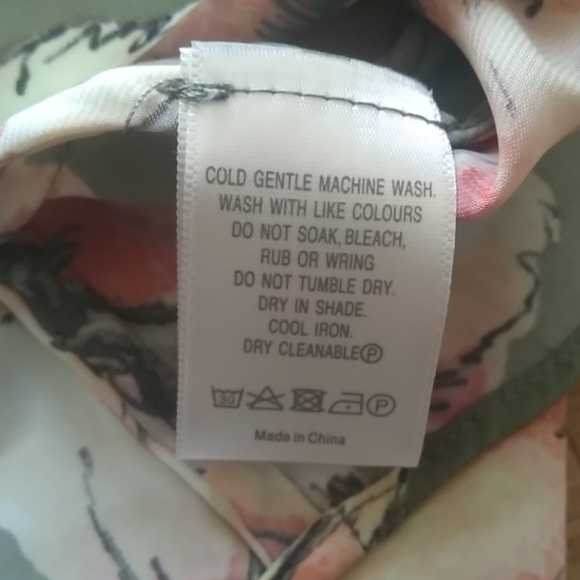 COLD GENTLE MACHINE WASH.
WASH WITH LIKE COLOURS
DO NOT SOAK, BLEACH,
RUB OR WRING
DO NOT TUMBLE DRY.
DRY IN SHADE.
COOL IRON.
DRY CLEANABLE Ⓟ
30 Ⓟ
Made in China